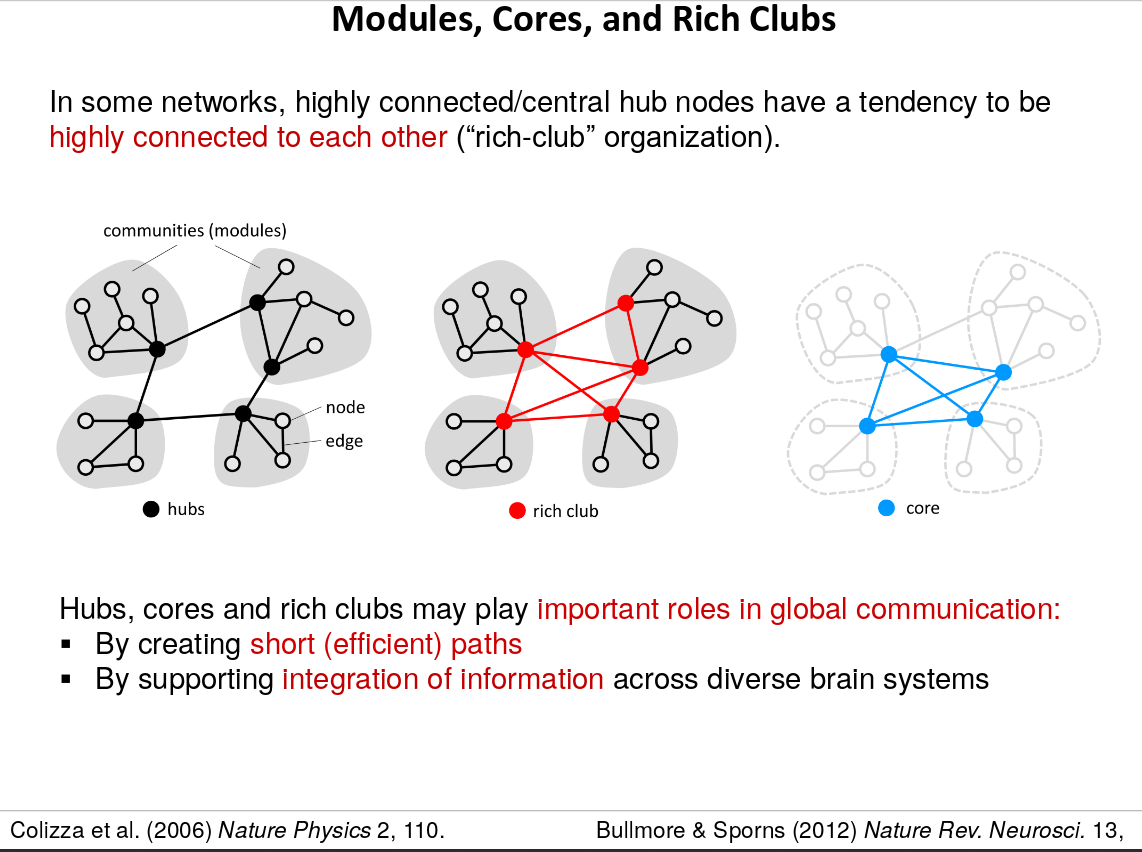 Modules, Cores, and Rich Clubs
In some networks, highly connected/central hub nodes have a tendency to be
highly connected to each other (“rich-club” organization).
communities (modules)
node
edge
hubs
rich club
core
Hubs, cores and rich clubs may play important roles in global communication:
▪ By creating short (efficient) paths
▪ By supporting integration of information across diverse brain systems
Colizza et al. (2006) Nature Physics 2, 110.
Bullmore & Sporns (2012) Nature Rev. Neurosci. 13,